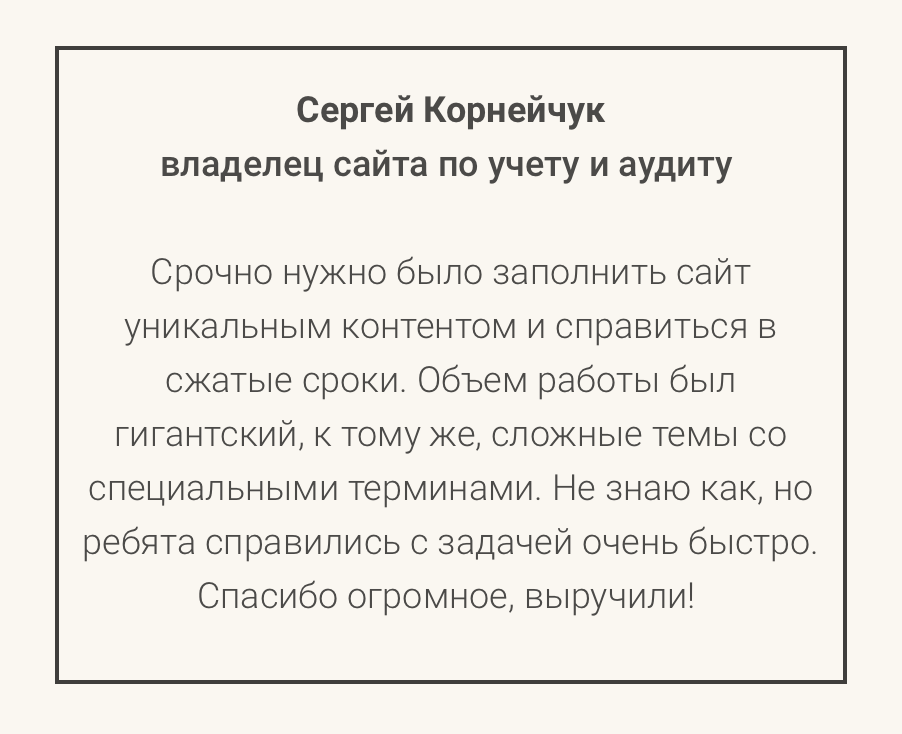 Сергей Корнейчук
владелец сайта по учету и аудиту
Срочно нужно было заполнить сайт
уникальным контентом и справиться в
сжатые сроки. Объем работы был
гигантский, к тому же, сложные темы со
специальными терминами. Не знаю как, но
ребята справились с задачей очень быстро.
Спасибо огромное, выручили!